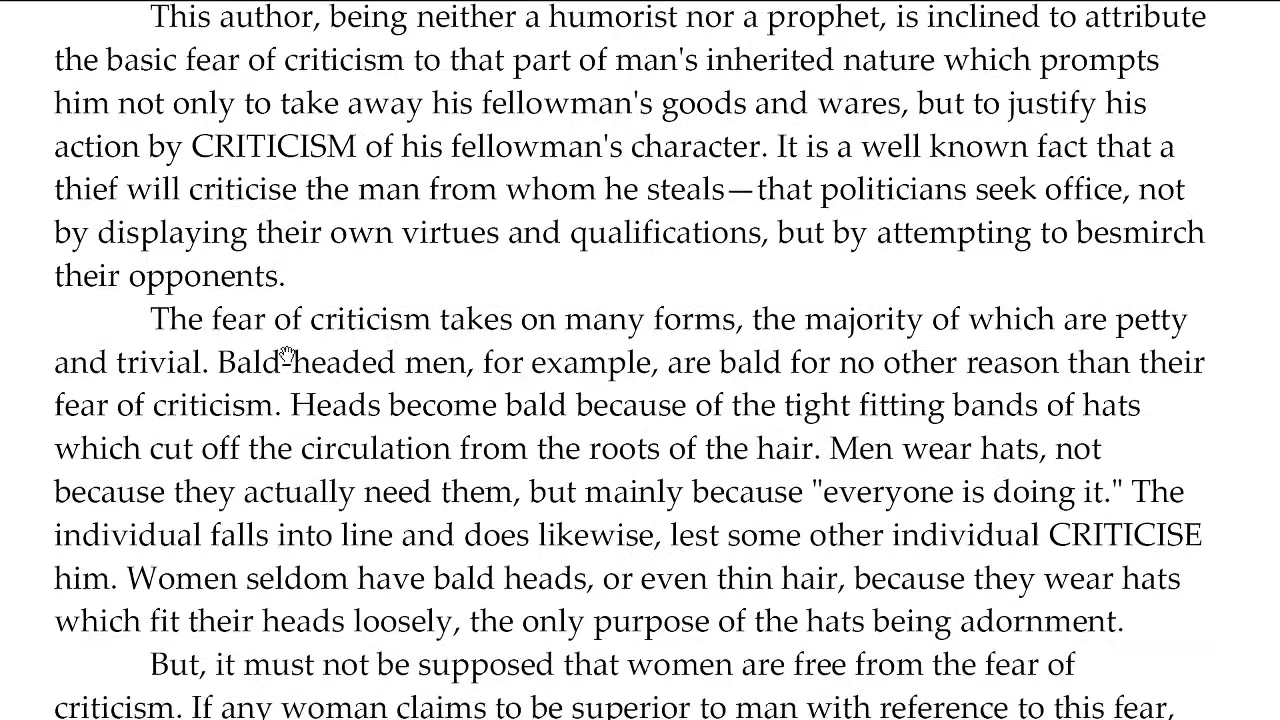 This author, being neither a humorist nor a prophet, is inclined to attribute
the basic fear of criticism to that part of man's inherited nature which prompts
him not only to take away his fellowman's goods and wares, but to justify his
action by CRITICISM of his fellowman's character. It is a well known fact that a
thief will criticise the man from whom he steals—that politicians seek office, not
by displaying their own virtues and qualifications, but by attempting to besmirch
their opponents.
The fear of criticism takes on many forms, the majority of which are petty
and trivial. Bald-headed men, for example, are bald for no other reason than their
fear of criticism. Heads become bald because of the tight fitting bands of hats
which cut off the circulation from the roots of the hair. Men wear hats, not
because they actually need them, but mainly because "everyone is doing it." The
individual falls into line and does likewise, lest some other individual CRITICISE
him. Women seldom have bald heads, or even thin hair, because they wear hats
which fit their heads loosely, the only purpose of the hats being adornment.
But, it must not be supposed that women are free from the fear of
criticism. If any woman claims to be superior to man with reference to this fear,